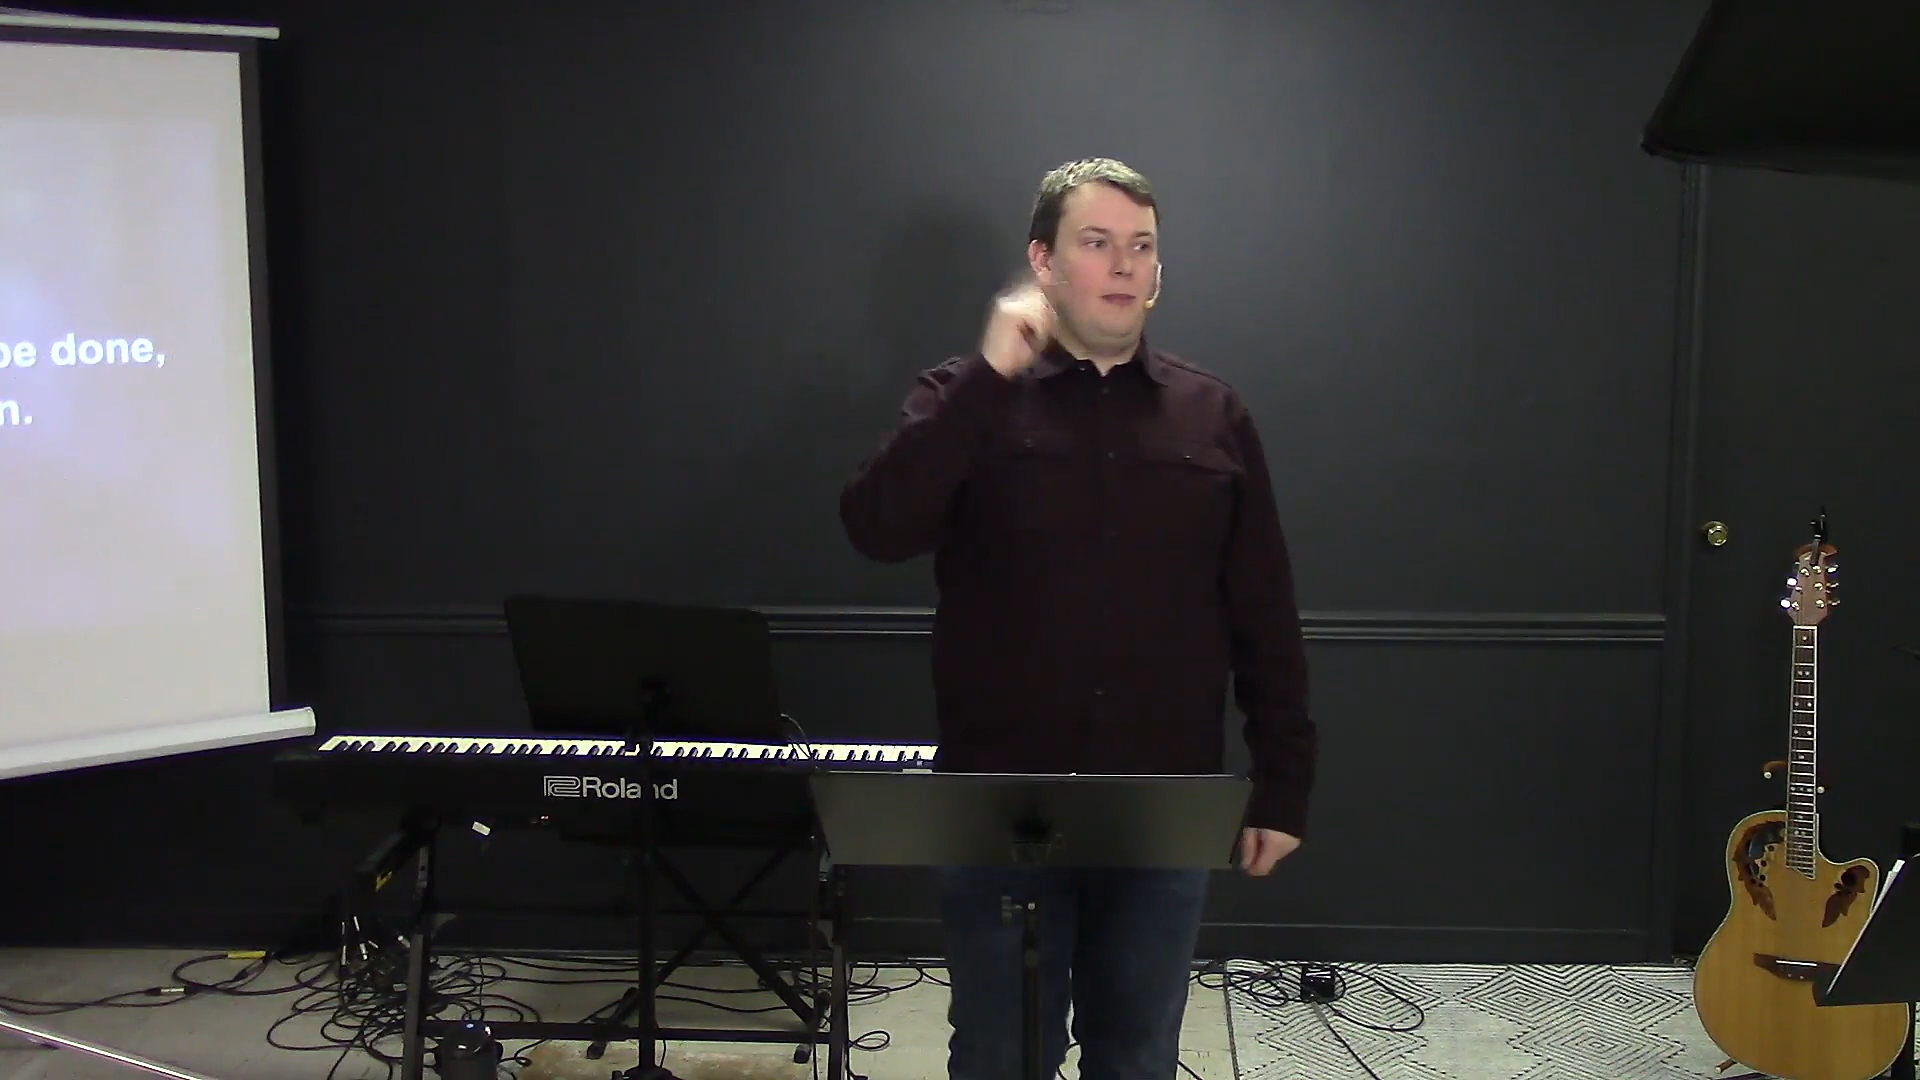 be done,
n.
Roland